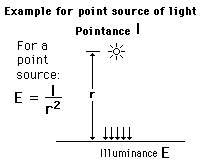 Example for point source of light
Pointance I
For a
point
source:
E = I
r2
r
Illuminance E